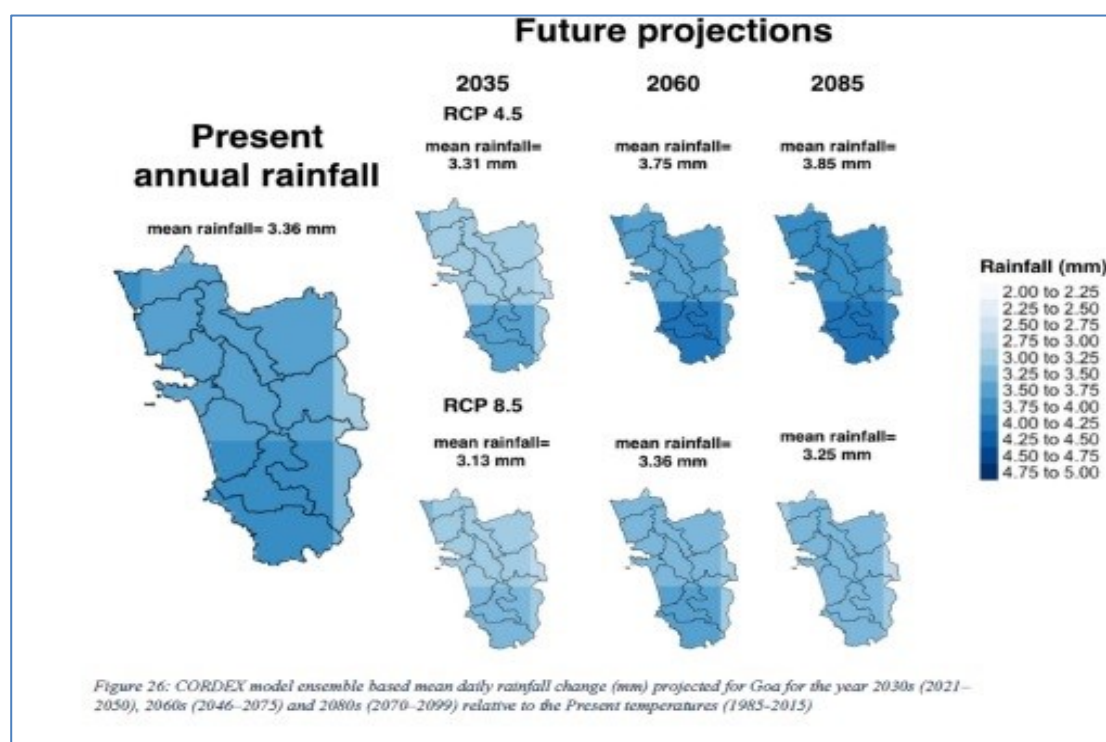 Future projections
2035
2060
2085
RCP 4.5
Present
annual rainfall
mean rainfall= 3.36 mm
mean rainfall=
3.31 mm
mean rainfall=
3.75 mm
mean rainfall=
3.85 mm
RCP 8.5
mean rainfall=
3.13 mm
mean rainfall=
3.36 mm
mean rainfall=
3.25 mm
Rainfall (mm)
2.00 to 2.25
2.25 to 2.50
2.50 to 2.75
2.75 to 3.00
3.00 to 3.25
3.25 to 3.50
3.50 to 3.75
3.75 to 4.00
4.00 to 4.25
4.25 to 4.50
4.50 to 4.75
4.75 to 5.00
Figure 26: CORDEX model ensemble based mean daily rainfall change (mm) projected for Goa for the year 2030s (2021–
2050), 2060s (2046–2075) and 2080s (2070–2099) relative to the Present temperatures (1985-2015)